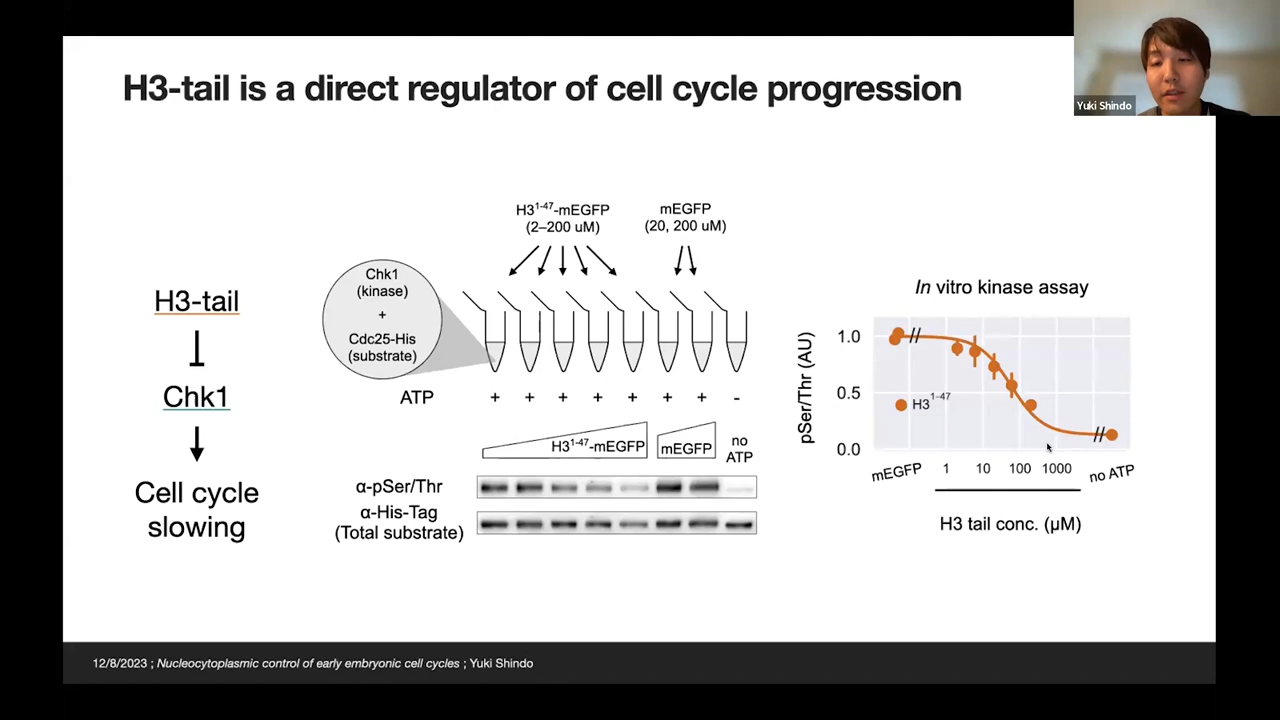 H3-tail is a direct regulator of cell cycle progression
Yuki Shindo
H3-tail
Chk1
Cell cycle
slowing
H3¹⁻⁴⁷-mEGFP
(2–200 uM)
mEGFP
(20, 200 uM)
Chk1
(kinase)
+
Cdc25-His
(substrate)
ATP
+ + + + + + + -
H3¹⁻⁴⁷-mEGFP
mEGFP
no
ATP
α-pSer/Thr
α-His-Tag
(Total substrate)
In vitro kinase assay
pSer/Thr (AU)
1.0
0.5
0.0
H3¹⁻⁴⁷
mEGFP 1 10 100 1000 no ATP
H3 tail conc. (µM)
12/8/2023 ; Nucleocytoplasmic control of early embryonic cell cycles ; Yuki Shindo